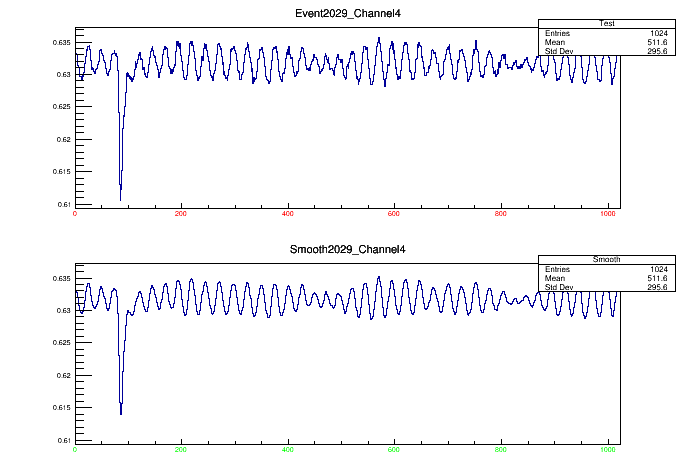 Event2029_Channel4
Test
Entries 1024
Mean 511.6
Std Dev 295.6
0.635
0.63
0.625
0.62
0.615
0.61
0 200 400 600 800 1000
Smooth2029_Channel4
Smooth
Entries 1024
Mean 511.6
Std Dev 295.6
0.635
0.63
0.625
0.62
0.615
0.61
0 200 400 600 800 1000